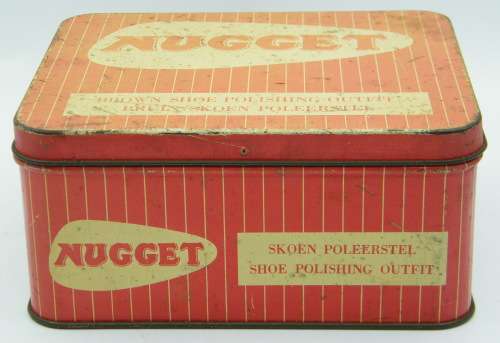 NUGGET
BROWN SHOE POLISHING OUTFIT
BRUIN SKOEN POLEERSTEL
NUGGET
SKOEN POLEERSTEL
SHOE POLISHING OUTFIT